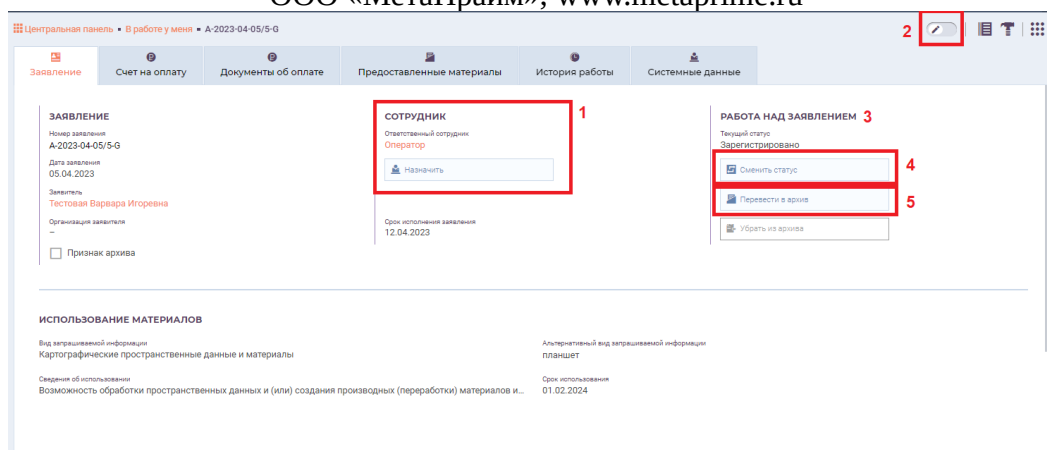 ООО «МетаПрайм», www.metaprime.ru
Центральная панель ▪ В работе у меня ▪ A-2023-04-05/5-G
2
Заявление
Счет на оплату
Документы об оплате
Предоставленные материалы
История работы
Системные данные
ЗАЯВЛЕНИЕ
Номер заявления
A-2023-04-05/5-G
Дата заявления
05.04.2023
Заявитель
Тестовая Варвара Игоревна
Организация заявителя
–
Признак архива
СОТРУДНИК
1
Ответственный сотрудник
Оператор
Назначить
Срок исполнения заявления
12.04.2023
РАБОТА НАД ЗАЯВЛЕНИЕМ 3
Текущий статус
Зарегистрировано
Сменить статус
4
Перевести в архив
5
Убрать из архива
ИСПОЛЬЗОВАНИЕ МАТЕРИАЛОВ
Вид запрашиваемой информации
Картографические пространственные данные и материалы
Альтернативный вид запрашиваемой информации
планшет
Сведения об использовании
Возможность обработки пространственных данных и (или) создания производных (переработки) материалов и...
Срок использования
01.02.2024